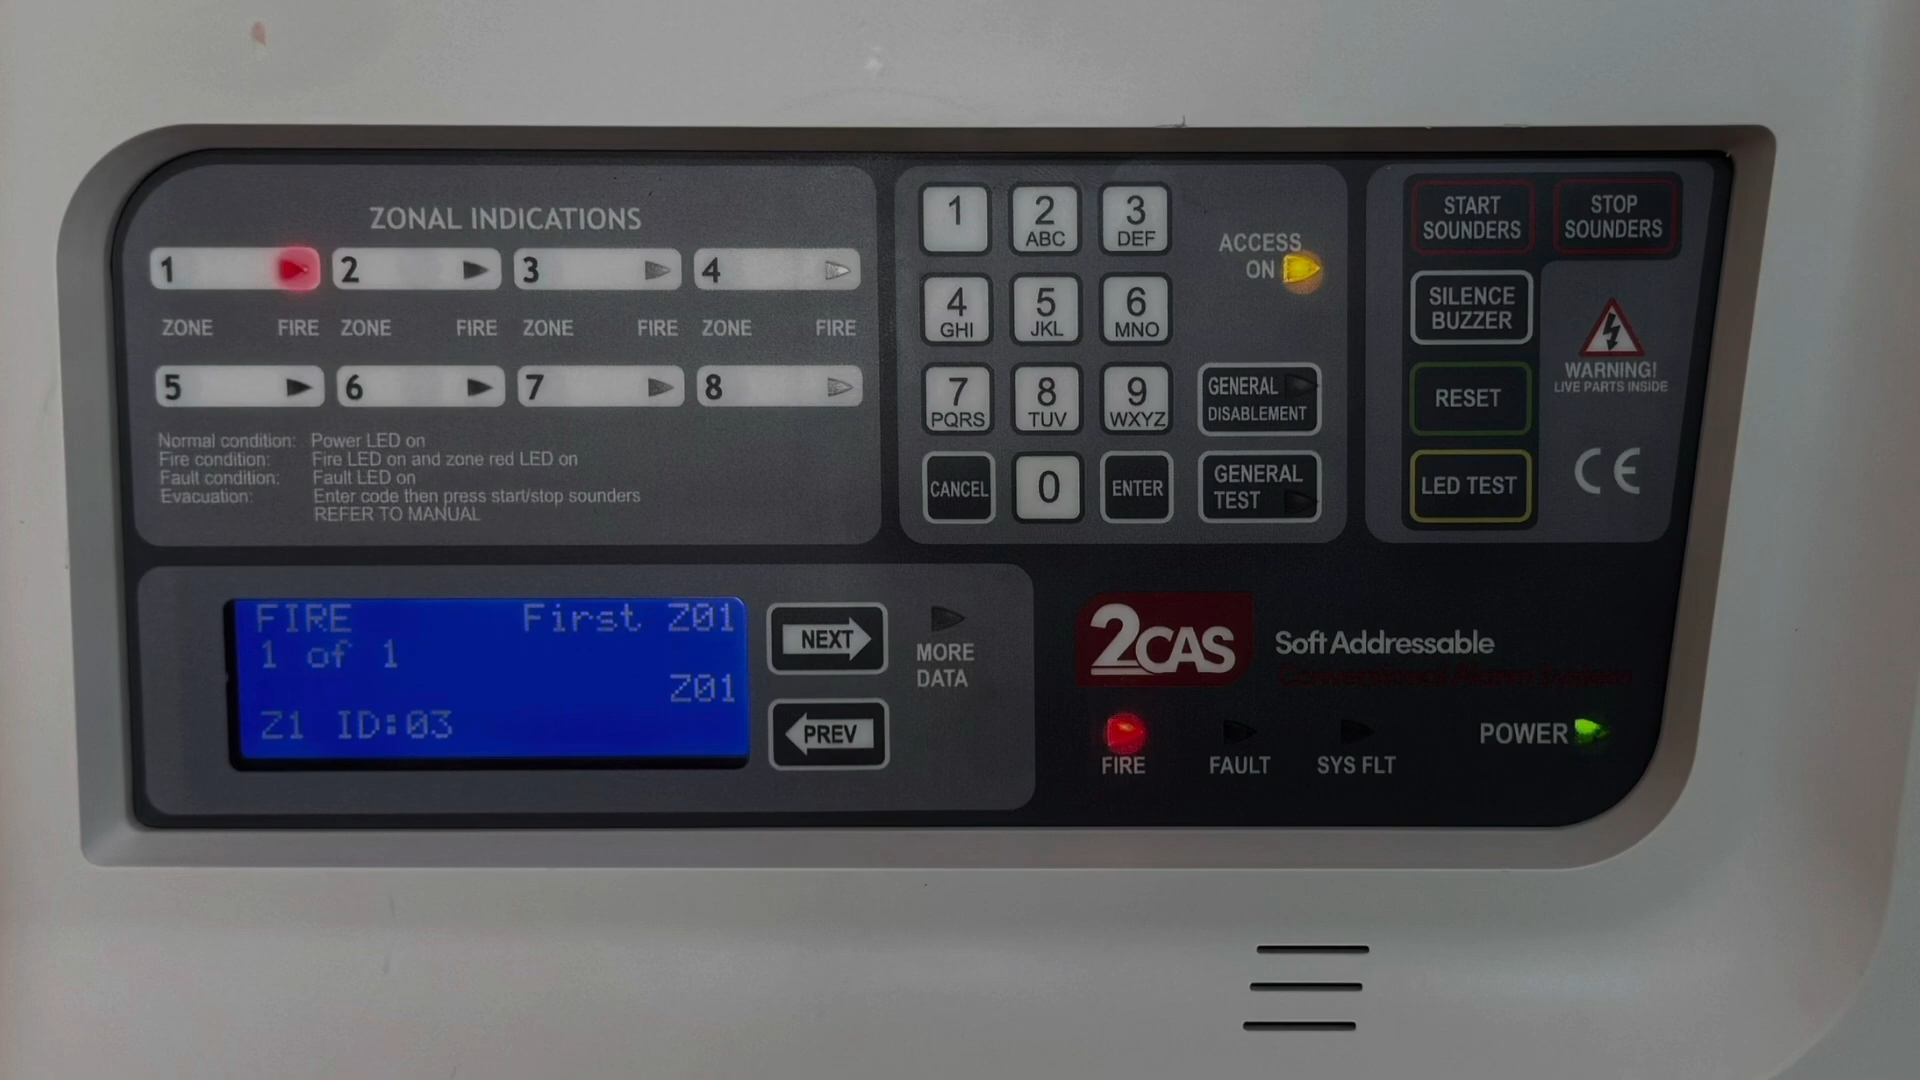 ZONAL INDICATIONS
1 2 3 4
ZONE FIRE ZONE FIRE ZONE FIRE ZONE FIRE
5 6 7 8
Normal condition: Power LED on
Fire condition: Fire LED on and zone red LED on
Fault condition: Fault LED on
Evacuation: Enter code then press start/stop sounders
REFER TO MANUAL
1
2 ABC
3 DEF
4 GHI
5 JKL
6 MNO
7 PQRS
8 TUV
9 WXYZ
CANCEL
0
ENTER
ACCESS
ON
GENERAL
DISABLEMENT
GENERAL
TEST
START
SOUNDERS
STOP
SOUNDERS
SILENCE
BUZZER
RESET
LED TEST
WARNING!
LIVE PARTS INSIDE
CE
FIRE First Z01
1 of 1
Z01
Z1 ID:03
NEXT
PREV
MORE
DATA
2CAS
Soft Addressable
Conventional Alarm System
FIRE
FAULT
SYS FLT
POWER